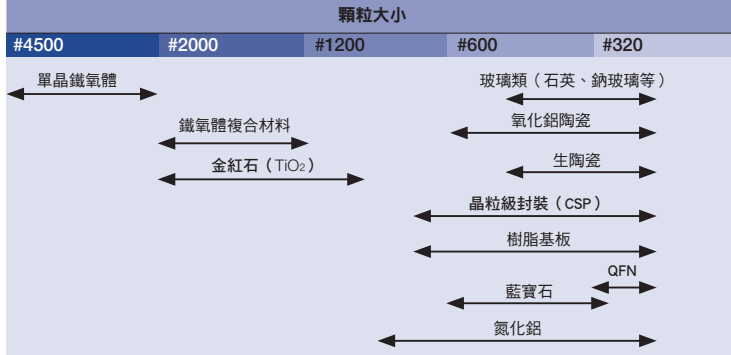 顆粒大小
#4500 #2000 #1200 #600 #320
單晶鐵氧體
玻璃類（石英、鈉玻璃等）
鐵氧體複合材料
氧化鋁陶瓷
金紅石（TiO₂）
生陶瓷
晶粒級封裝（CSP）
樹脂基板
QFN
藍寶石
氮化鋁